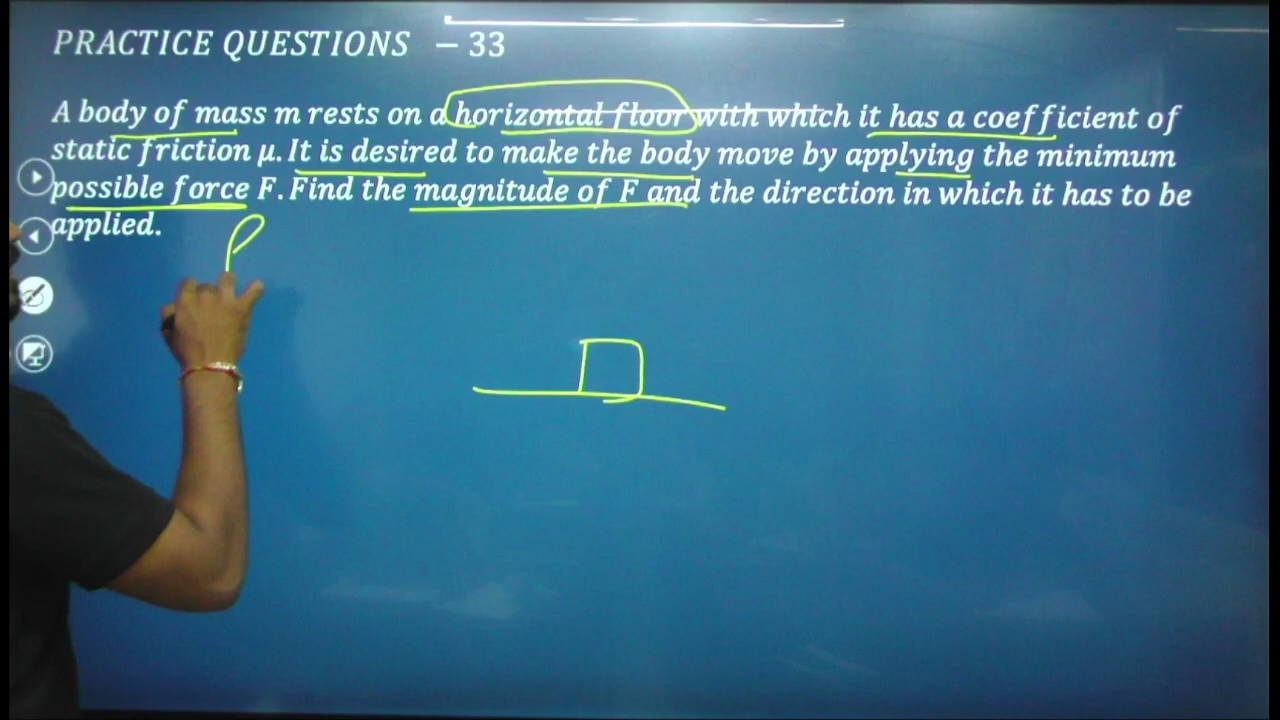 PRACTICE QUESTIONS – 33
A body of mass m rests on a horizontal floor with which it has a coefficient of
static friction μ. It is desired to make the body move by applying the minimum
possible force F. Find the magnitude of F and the direction in which it has to be
applied.